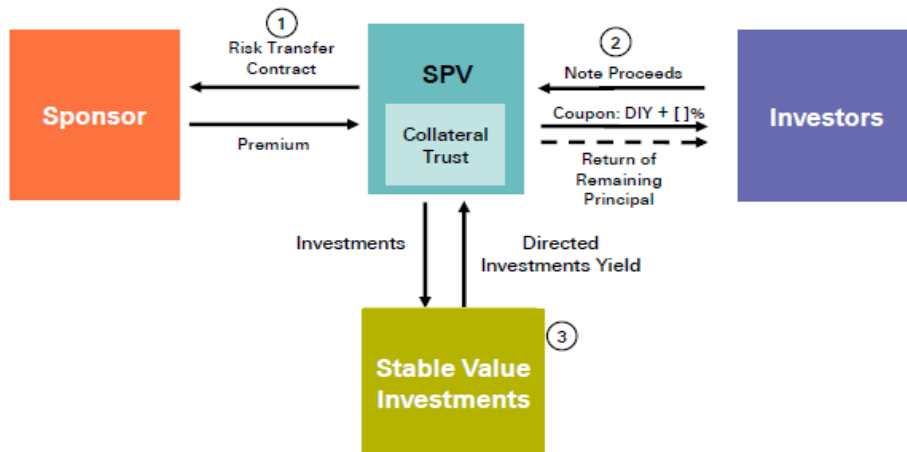 1
Risk Transfer
Contract
Sponsor
Premium
SPV
Collateral
Trust
2
Note Proceeds
Coupon: DIY + [ ]%
Return of
Remaining
Principal
Investors
Investments
Directed
Investments Yield
3
Stable Value
Investments